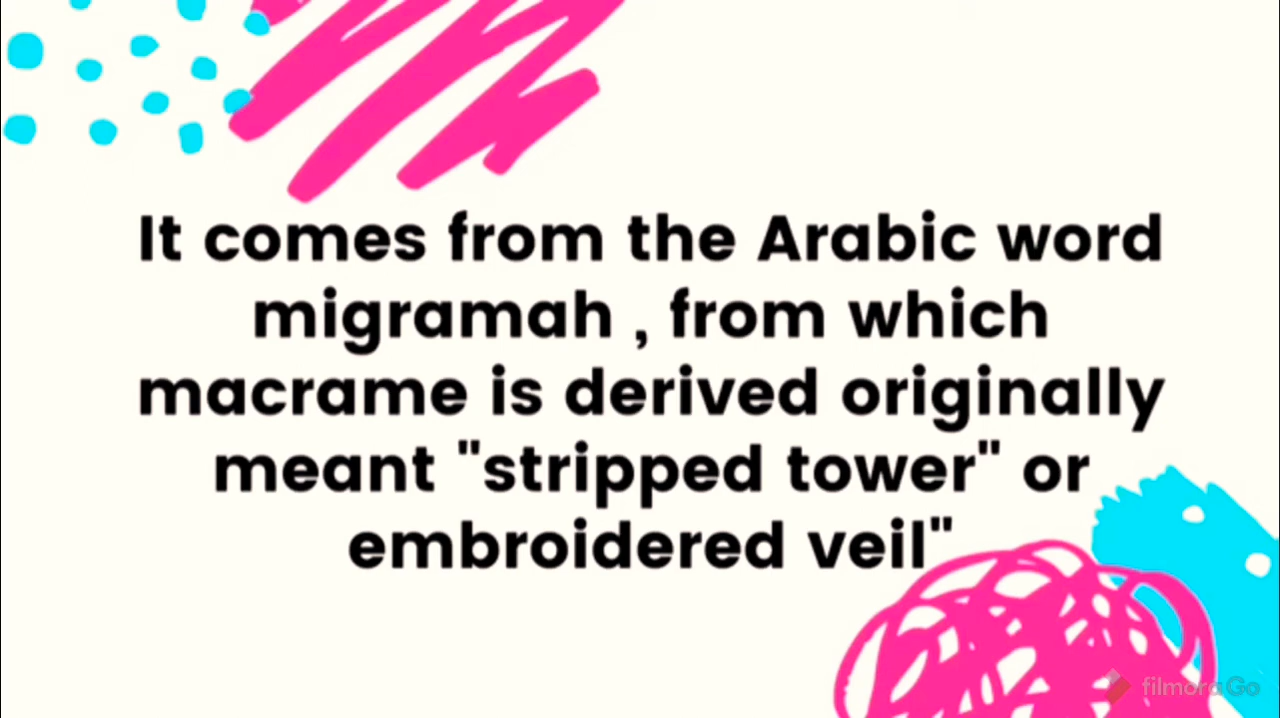 It comes from the Arabic word
migramah , from which
macrame is derived originally
meant "stripped tower" or
embroidered veil"
filmoraGo